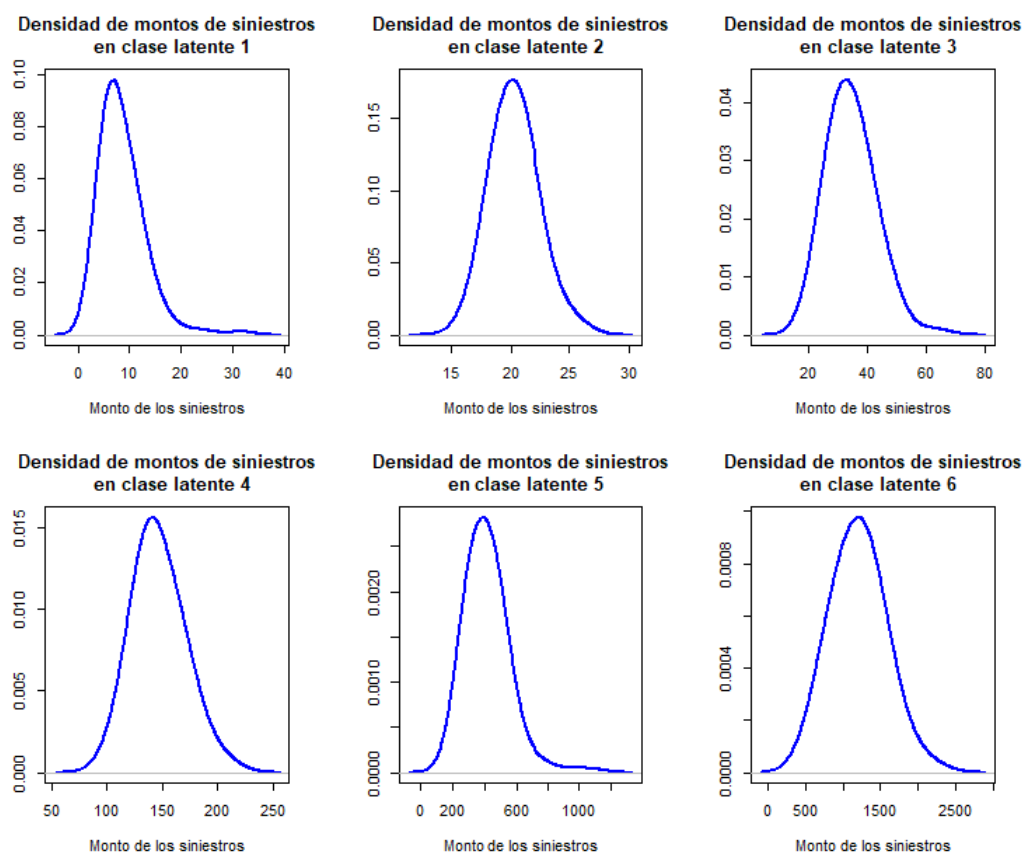 Densidad de montos de siniestros
en clase latente 1
0.00 0.02 0.04 0.06 0.08 0.10
0 10 20 30 40
Monto de los siniestros
Densidad de montos de siniestros
en clase latente 2
0.00 0.05 0.10 0.15
15 20 25 30
Monto de los siniestros
Densidad de montos de siniestros
en clase latente 3
0.00 0.01 0.02 0.03 0.04
20 40 60 80
Monto de los siniestros
Densidad de montos de siniestros
en clase latente 4
0.000 0.005 0.010 0.015
50 100 150 200 250
Monto de los siniestros
Densidad de montos de siniestros
en clase latente 5
0.0000 0.0010 0.0020
0 200 600 1000
Monto de los siniestros
Densidad de montos de siniestros
en clase latente 6
0.0000 0.0004 0.0008
0 500 1500 2500
Monto de los siniestros